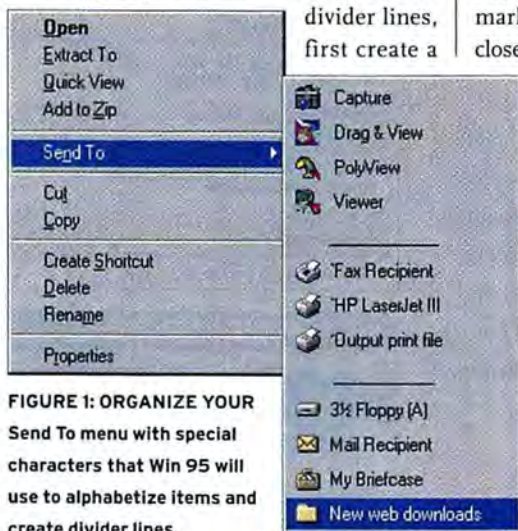 divider lines,
first create a
Open
Extract To
Quick View
Add to Zip
Send To
Cut
Copy
Create Shortcut
Delete
Rename
Properties
Capture
Drag & View
PolyView
Viewer
"Fax Recipient
"HP LaserJet III
"Output print file
3½ Floppy (A)
Mail Recipient
My Briefcase
New web downloads
FIGURE 1: ORGANIZE YOUR
Send To menu with special
characters that Win 95 will
use to alphabetize items and
create divider lines